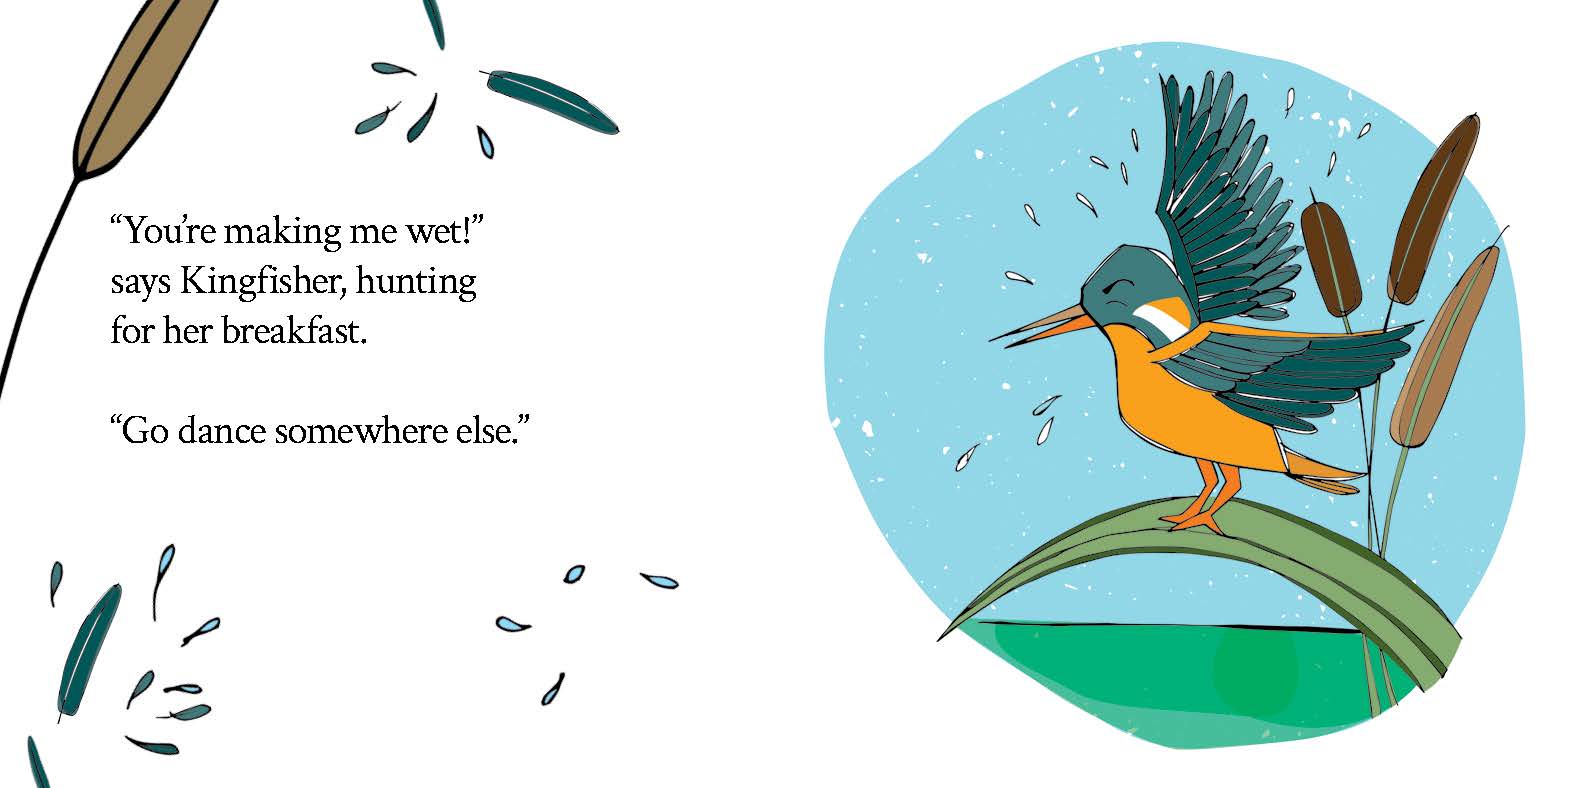 “You’re making me wet!”
says Kingfisher, hunting
for her breakfast.
“Go dance somewhere else.”